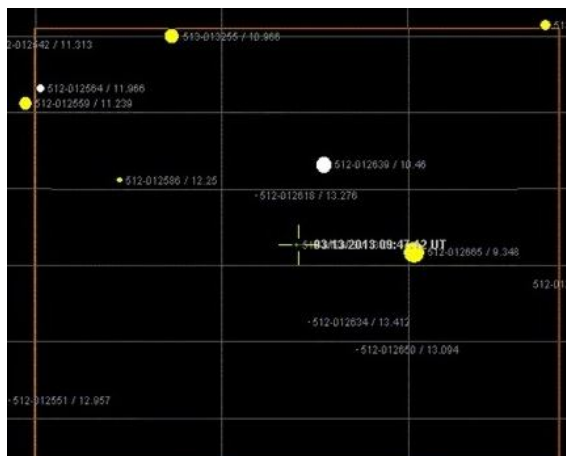 513-013255 / 10.966
2-012542 / 11.313
512-012564 / 11.966
512-012559 / 11.239
512-012639 / 10.46
512-012586 / 12.25
512-012618 / 13.276
03/13/2013 09:47:42 UT
512-012665 / 9.348
512-01
512-012634 / 13.412
512-012650 / 13.094
512-012551 / 12.957